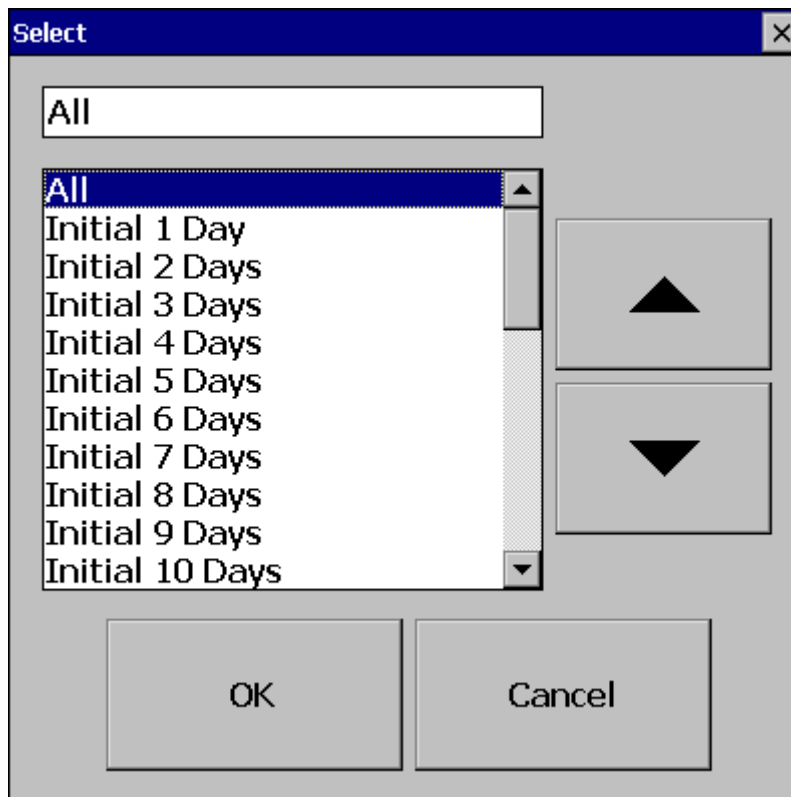 Select
All
All
Initial 1 Day
Initial 2 Days
Initial 3 Days
Initial 4 Days
Initial 5 Days
Initial 6 Days
Initial 7 Days
Initial 8 Days
Initial 9 Days
Initial 10 Days
OK
Cancel